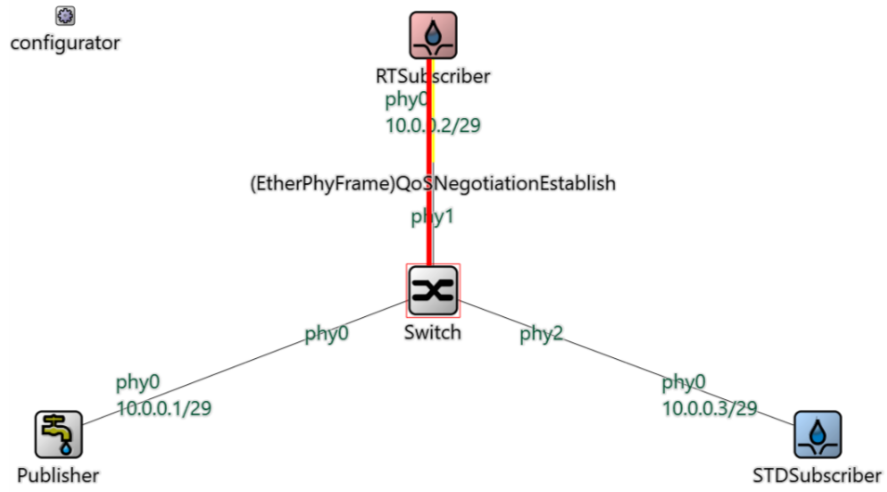 configurator
RTSubscriber
phy0
10.0.0.2/29
(EtherPhyFrame)QoSNegotiationEstablish
phy1
Switch
phy0
phy2
phy0
10.0.0.1/29
phy0
10.0.0.3/29
Publisher
STDSubscriber